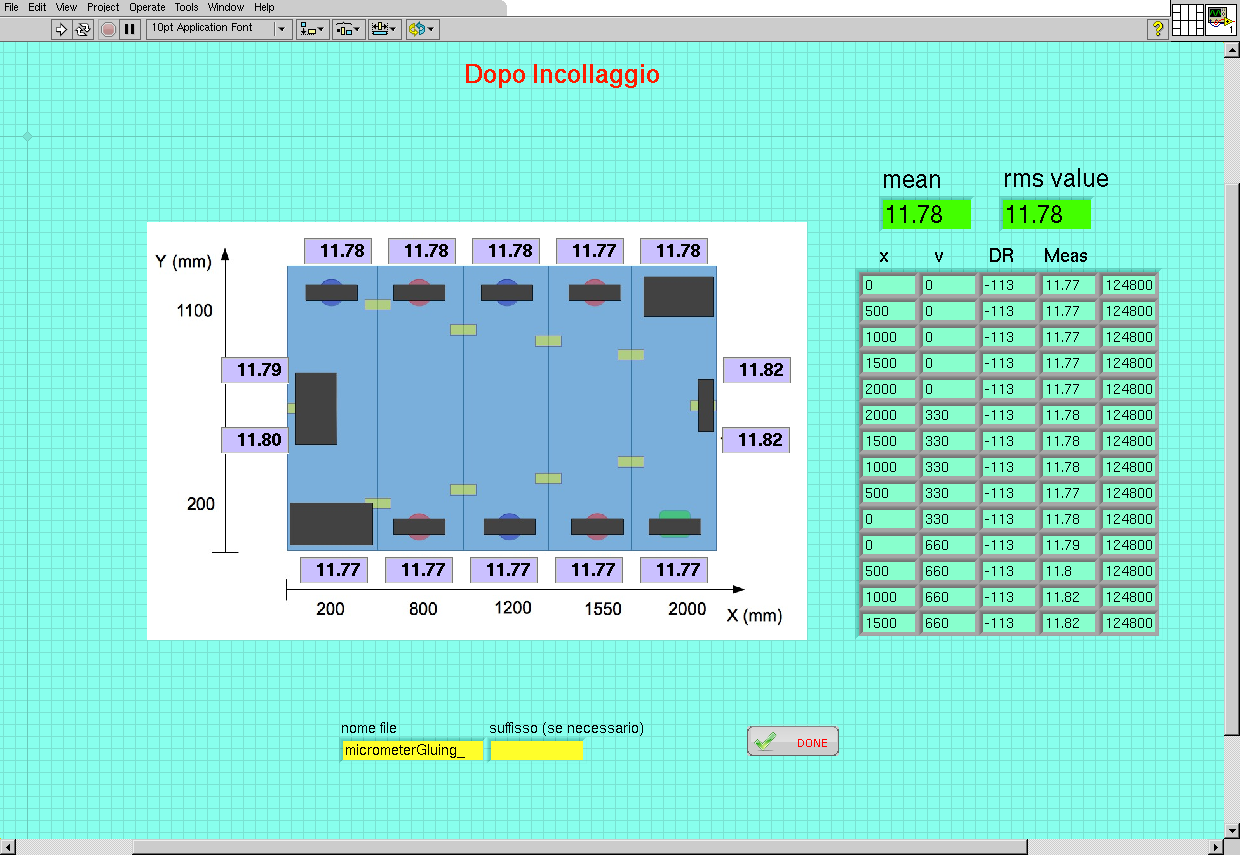 File Edit View Project Operate Tools Window Help
10pt Application Font
? 1
Dopo Incollaggio
mean rms value
11.78 11.78
Y (mm)
1100
200
11.78 11.78 11.78 11.77 11.78
11.79 11.82
11.80 11.82
11.77 11.77 11.77 11.77 11.77
200 800 1200 1550 2000
X (mm)
x v DR Meas
0 0 -113 11.77 124800
500 0 -113 11.77 124800
1000 0 -113 11.77 124800
1500 0 -113 11.77 124800
2000 0 -113 11.77 124800
2000 330 -113 11.78 124800
1500 330 -113 11.78 124800
1000 330 -113 11.78 124800
500 330 -113 11.77 124800
0 330 -113 11.78 124800
0 660 -113 11.79 124800
500 660 -113 11.8 124800
1000 660 -113 11.82 124800
1500 660 -113 11.82 124800
nome file suffisso (se necessario)
micrometerGluing_
DONE